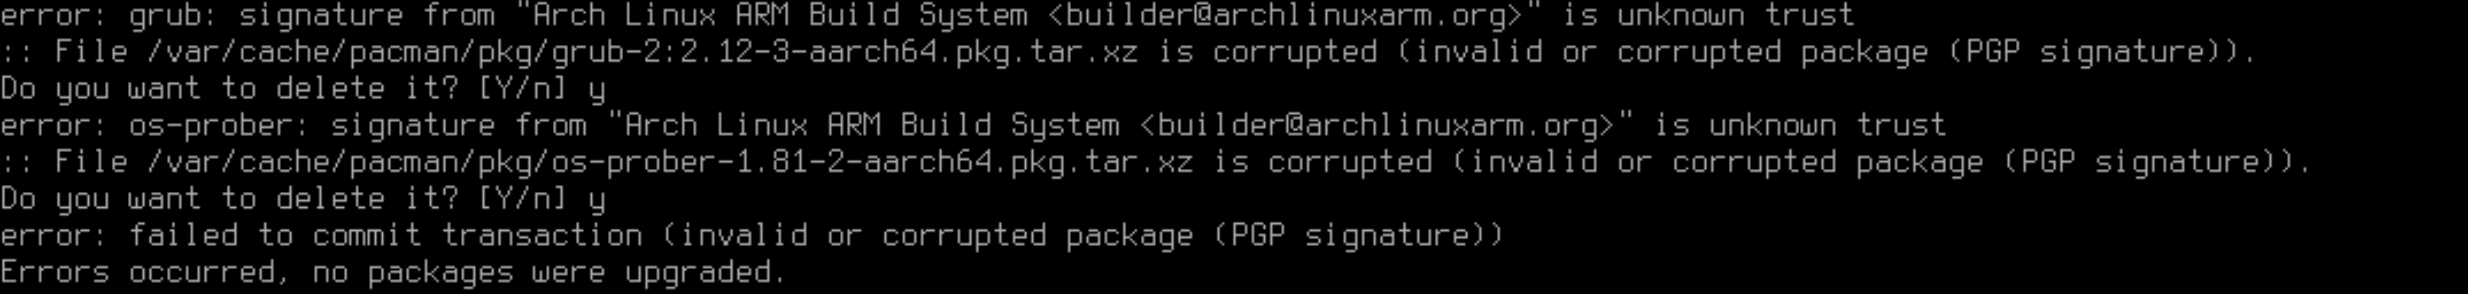 error: grub: signature from "Arch Linux ARM Build System <builder@archlinuxarm.org>" is unknown trust
:: File /var/cache/pacman/pkg/grub-2:2.12-3-aarch64.pkg.tar.xz is corrupted (invalid or corrupted package (PGP signature)).
Do you want to delete it? [Y/n] y
error: os-prober: signature from "Arch Linux ARM Build System <builder@archlinuxarm.org>" is unknown trust
:: File /var/cache/pacman/pkg/os-prober-1.81-2-aarch64.pkg.tar.xz is corrupted (invalid or corrupted package (PGP signature)).
Do you want to delete it? [Y/n] y
error: failed to commit transaction (invalid or corrupted package (PGP signature))
Errors occurred, no packages were upgraded.